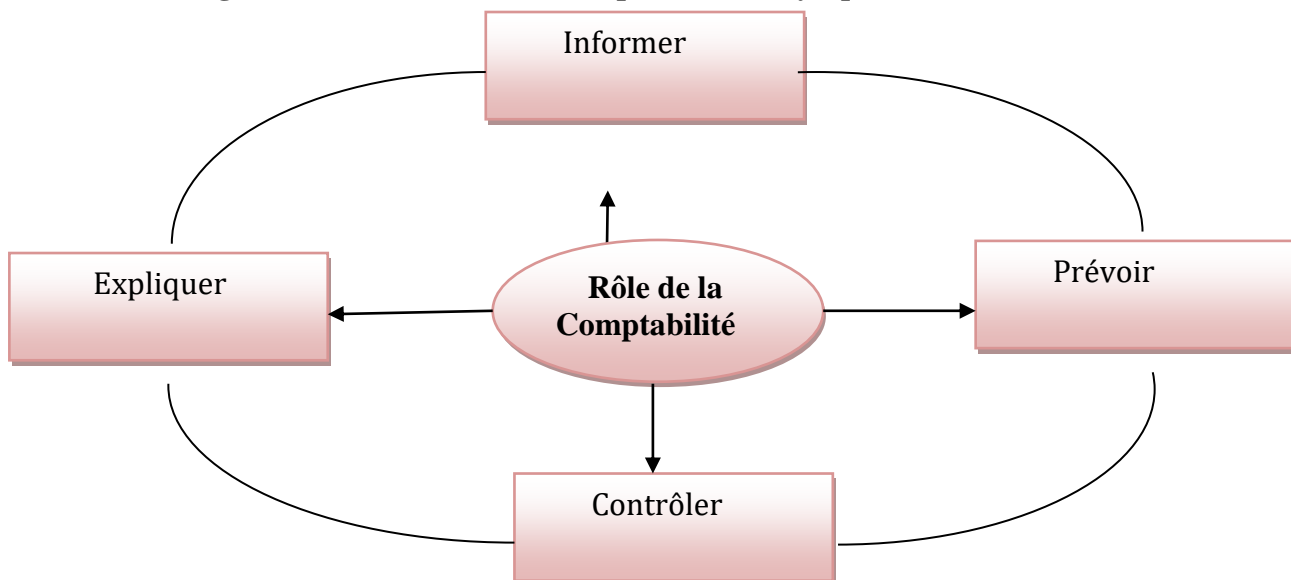 Informer
Expliquer
Rôle de la
Comptabilité
Prévoir
Contrôler